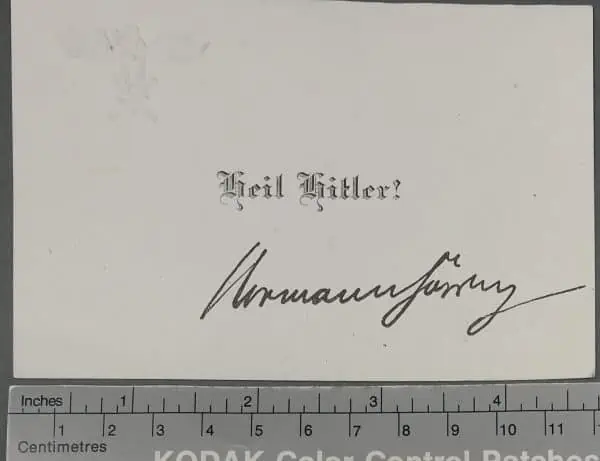 Heil Hitler!
Hermann Göring
Inches 1 2 3 4
1 2 3 4 5 6 7 8 9 10 11
Centimetres
KODAK Color Control Patches